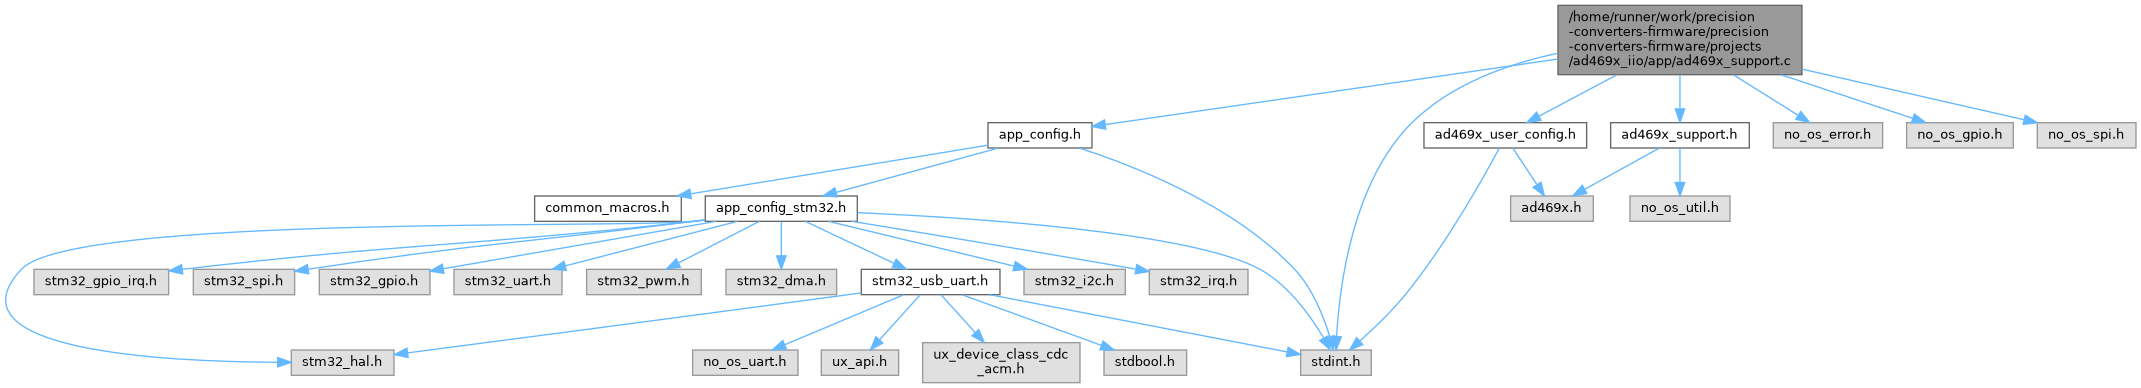 /home/runner/work/precision
-converters-firmware/precision
-converters-firmware/projects
/ad469x_iio/app/ad469x_support.c
app_config.h
ad469x_user_config.h
ad469x_support.h
no_os_error.h
no_os_gpio.h
no_os_spi.h
common_macros.h
app_config_stm32.h
ad469x.h
no_os_util.h
stm32_gpio_irq.h
stm32_spi.h
stm32_gpio.h
stm32_uart.h
stm32_pwm.h
stm32_dma.h
stm32_usb_uart.h
stm32_i2c.h
stm32_irq.h
stm32_hal.h
no_os_uart.h
ux_api.h
ux_device_class_cdc
_acm.h
stdbool.h
stdint.h